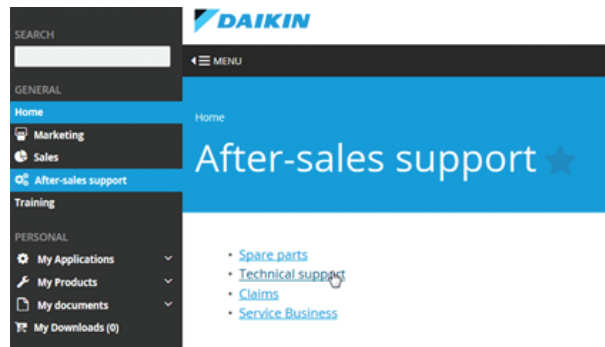 SEARCH
GENERAL
Home
Marketing
Sales
After-sales support
Training
PERSONAL
My Applications
My Products
My documents
My Downloads (0)
DAIKIN
MENU
Home
After-sales support
Spare parts
Technical support
Claims
Service Business